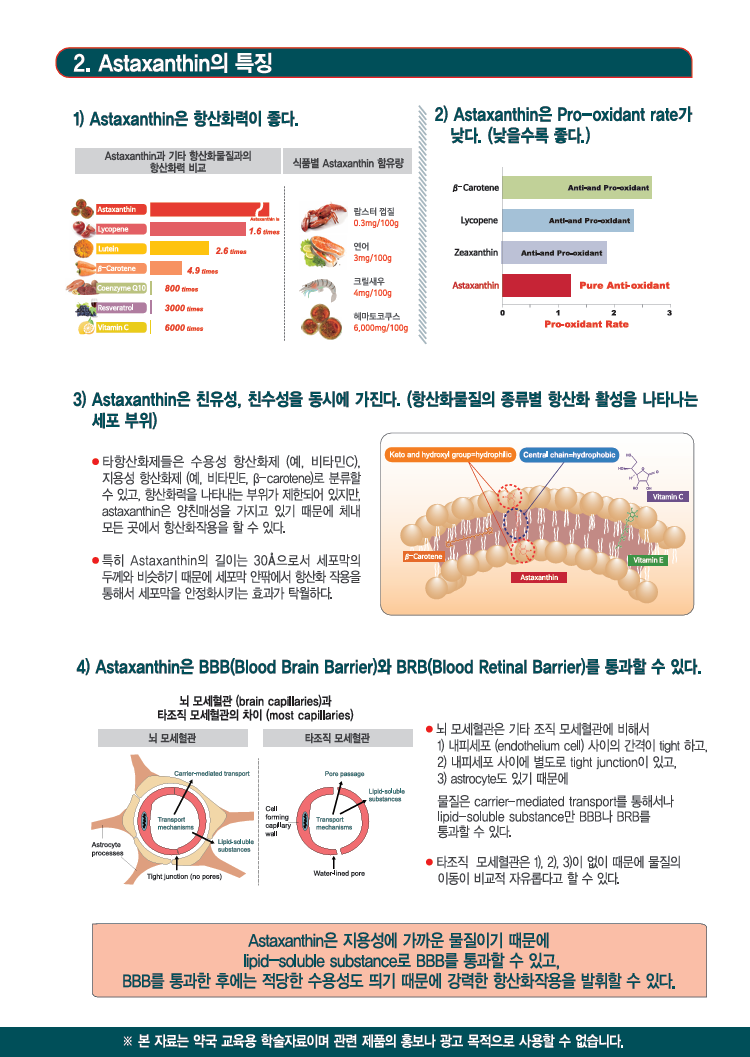 2. Astaxanthin의 특징
1) Astaxanthin은 항산화력이 좋다.
Astaxanthin과 기타 항산화물질과의
항산화력 비교
식품별 Astaxanthin 함유량
Astaxanthin
Astaxanthin is
Lycopene
1.6 times
Lutein
2.6 times
β-Carotene
4.9 times
Coenzyme Q10
800 times
Resveratrol
3000 times
Vitamin C
6000 times
랍스터 껍질
0.3mg/100g
연어
3mg/100g
크릴새우
4mg/100g
헤마토코쿠스
6,000mg/100g
2) Astaxanthin은 Pro-oxidant rate가
낮다. (낮을수록 좋다.)
β-Carotene
Anti-and Pro-oxidant
Lycopene
Anti-and Pro-oxidant
Zeaxanthin
Anti-and Pro-oxidant
Astaxanthin
Pure Anti-oxidant
0 1 2 3
Pro-oxidant Rate
3) Astaxanthin은 친유성, 친수성을 동시에 가진다. (항산화물질의 종류별 항산화 활성을 나타나는
세포 부위)
● 타항산화제들은 수용성 항산화제 (예, 비타민C),
지용성 항산화제 (예, 비타민E, β-carotene)로 분류할
수 있고, 항산화력을 나타내는 부위가 제한되어 있지만,
astaxanthin은 양친매성을 가지고 있기 때문에 체내
모든 곳에서 항산화작용을 할 수 있다.
● 특히 Astaxanthin의 길이는 30Å으로서 세포막의
두께와 비슷하기 때문에 세포막 안팎에서 항산화 작용을
통해서 세포막을 안정화시키는 효과가 탁월하다.
Keto and hydroxyl group=hydrophilic
Central chain=hydrophobic
HO
HO
H
O
O
HO
OH
Vitamin C
β-Carotene
Vitamin E
Astaxanthin
4) Astaxanthin은 BBB(Blood Brain Barrier)와 BRB(Blood Retinal Barrier)를 통과할 수 있다.
뇌 모세혈관 (brain capillaries)과
타조직 모세혈관의 차이 (most capillaries)
뇌 모세혈관
타조직 모세혈관
Carrier-mediated transport
Transport
mechanisms
Lipid-soluble
substances
Astrocyte
processes
Tight junction (no pores)
Pore passage
Lipid-soluble
substances
Cell
forming
capillary
wall
Transport
mechanisms
Water-lined pore
● 뇌 모세혈관은 기타 조직 모세혈관에 비해서
1) 내피세포 (endothelium cell) 사이의 간격이 tight 하고,
2) 내피세포 사이에 별도로 tight junction이 있고,
3) astrocyte도 있기 때문에
물질은 carrier-mediated transport를 통해서나
lipid-soluble substance만 BBB나 BRB를
통과할 수 있다.
● 타조직 모세혈관은 1), 2), 3)이 없이 때문에 물질의
이동이 비교적 자유롭다고 할 수 있다.
Astaxanthin은 지용성에 가까운 물질이기 때문에
lipid-soluble substance로 BBB를 통과할 수 있고,
BBB를 통과한 후에는 적당한 수용성도 띄기 때문에 강력한 항산화작용을 발휘할 수 있다.
※ 본 자료는 약국 교육용 학술자료이며 관련 제품의 홍보나 광고 목적으로 사용할 수 없습니다.